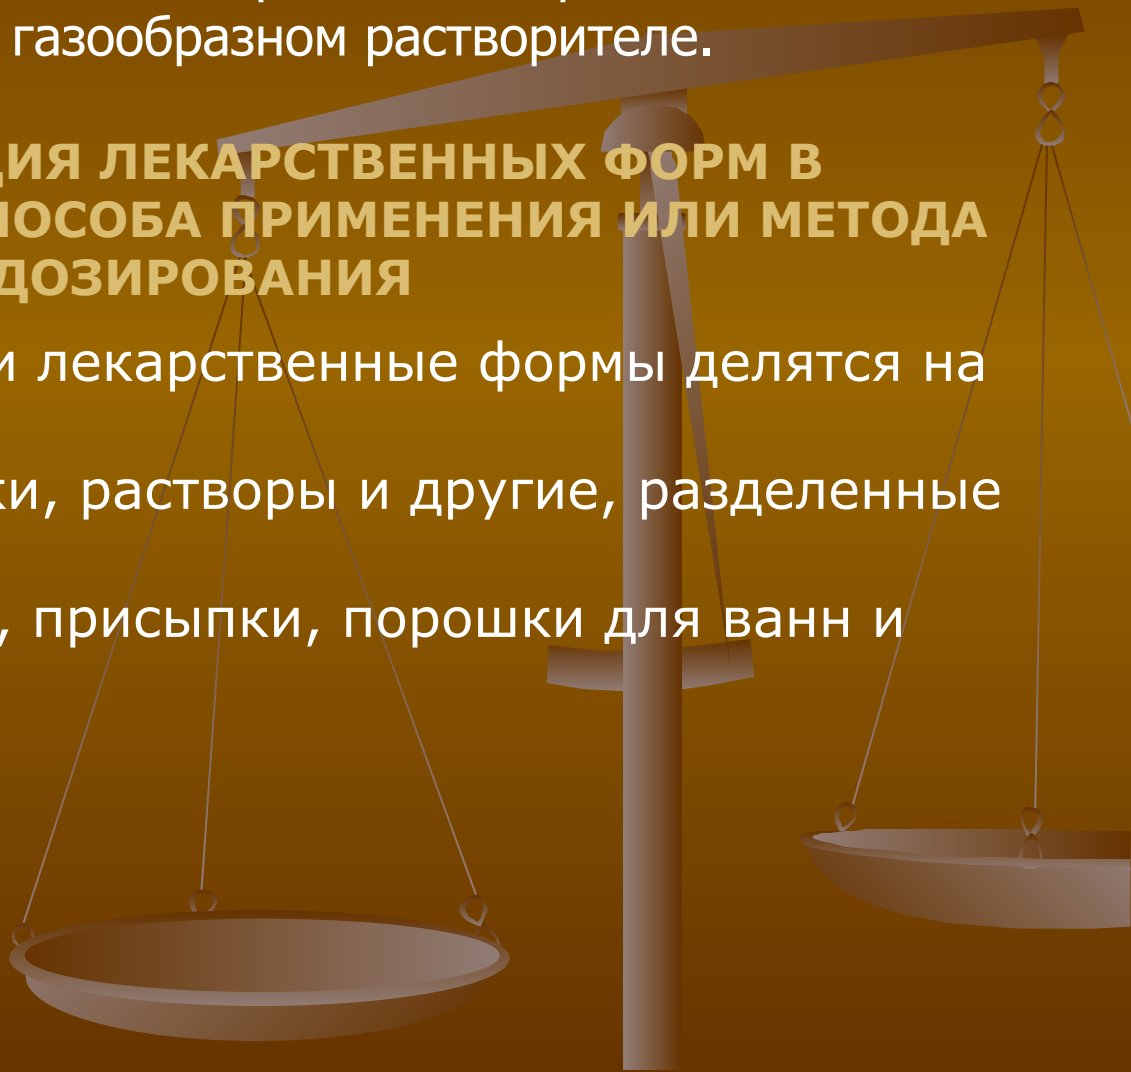 газообразном растворителе.
ЦИЯ ЛЕКАРСТВЕННЫХ ФОРМ В
ПОСОБА ПРИМЕНЕНИЯ ИЛИ МЕТОДА
ДОЗИРОВАНИЯ
и лекарственные формы делятся на
ки, растворы и другие, разделенные
, присыпки, порошки для ванн и